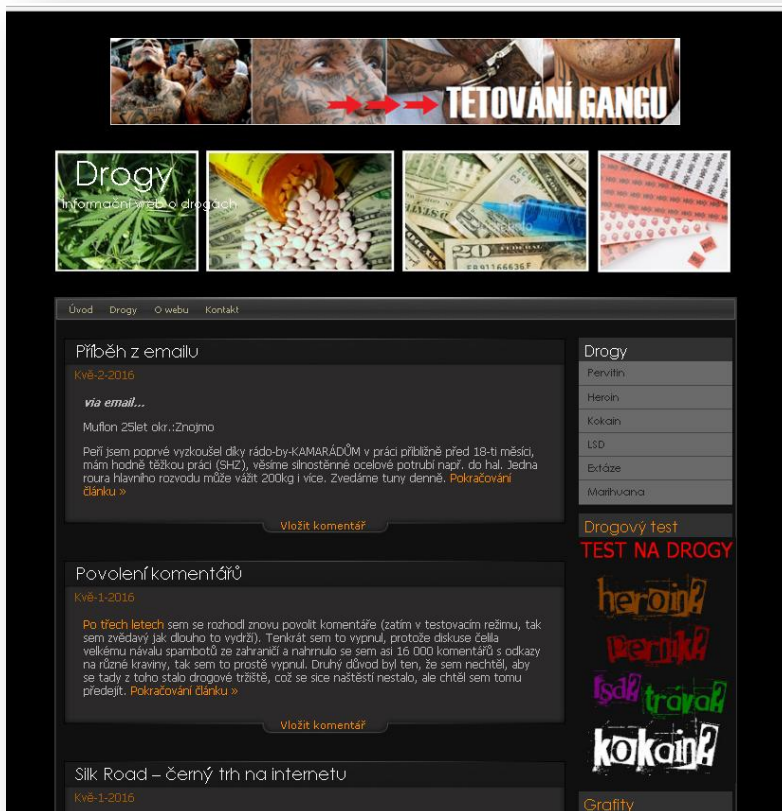 TETOVÁNÍ GANGU
Drogy
Informační web o drogách
20
FEDERAL
Úvod Drogy O webu Kontakt
Příběh z emailu
Kvě-2-2016
via email...
Muflon 25let okr.:Znojmo
Peří jsem poprvé vyzkoušel díky rádo-by-KAMARÁDŮM v práci přibližně před 18-ti měsíci,
mám hodně těžkou práci (SHZ), věsíme silnostěnné ocelové potrubí např. do hal. Jedna
roura hlavního rozvodu může vážit 200kg i více. Zvedáme tuny denně. Pokračování
článku »
Vložit komentář
Povolení komentářů
Kvě-1-2016
Po třech letech sem se rozhodl znovu povolit komentáře (zatím v testovacím režimu, tak
sem zvědavý jak dlouho to vydrží). Tenkrát sem to vypnul, protože diskuse čelila
velkému návalu spambotů ze zahraničí a nahrnulo se sem asi 16 000 komentářů s odkazy
na různé kraviny, tak sem to prostě vypnul. Druhý důvod byl ten, že sem nechtěl, aby
se tady z toho stalo drogové tržiště, což se sice naštěstí nestalo, ale chtěl sem tomu
předejít. Pokračování článku »
Vložit komentář
Silk Road – černý trh na internetu
Kvě-1-2016
Drogy
Pervitin
Heroin
Kokain
LSD
Extáze
Marihuana
Drogový test
TEST NA DROGY
heroin?
perník?
lsd?
tráva?
kokain?
Grafity